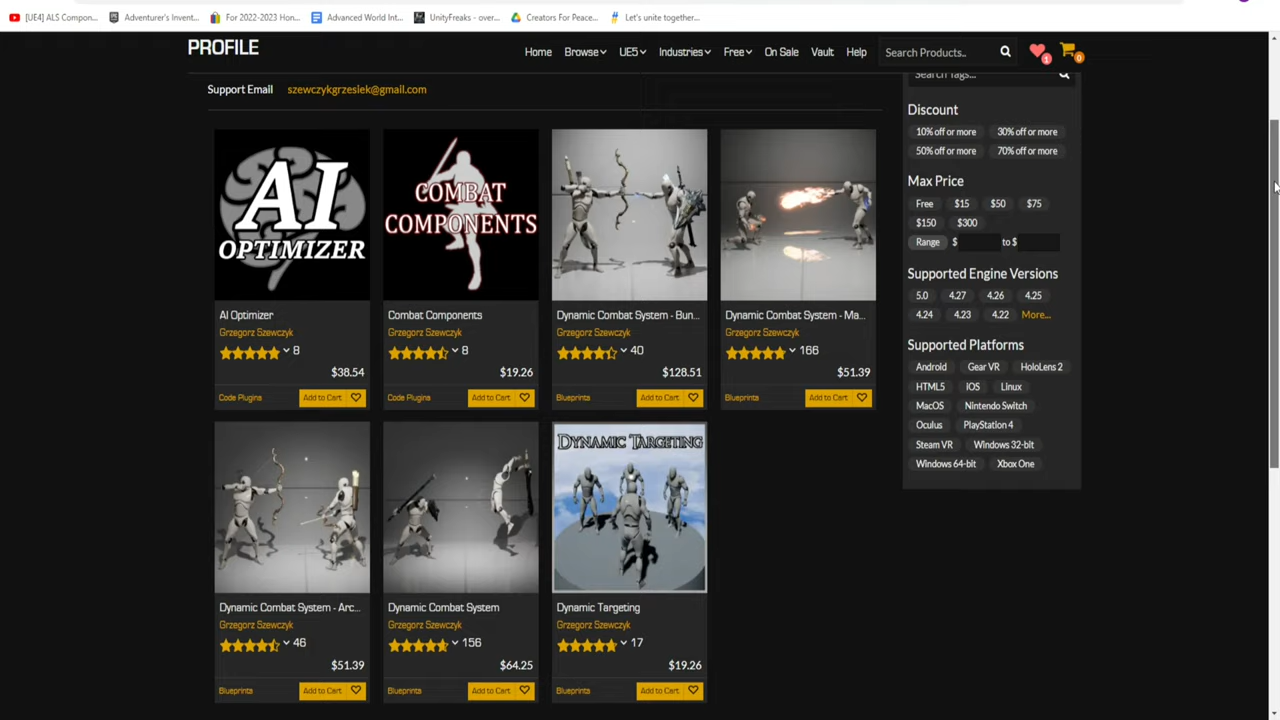 [UE4] ALS Compon... Adventurer's Invent... For 2022-2023 Hon... Advanced World Int... UnityFreaks - over... Creators For Peace... Let's unite together...
PROFILE
Home Browse UE5 Industries Free On Sale Vault Help Search Products.. 1 0
Support Email szewczykgrzesiek@gmail.com
Search Tags...
Discount
10% off or more 30% off or more
50% off or more 70% off or more
Max Price
Free $15 $50 $75
$150 $300
Range $ to $
Supported Engine Versions
5.0 4.27 4.26 4.25
4.24 4.23 4.22 More...
Supported Platforms
Android Gear VR HoloLens 2
HTML5 iOS Linux
MacOS Nintendo Switch
Oculus PlayStation 4
Steam VR Windows 32-bit
Windows 64-bit Xbox One
AI
OPTIMIZER
AI Optimizer
Grzegorz Szewczyk
8
$38.54
Code Plugins Add to Cart
COMBAT
COMPONENTS
Combat Components
Grzegorz Szewczyk
8
$19.26
Code Plugins Add to Cart
Dynamic Combat System - Bun...
Grzegorz Szewczyk
40
$128.51
Blueprints Add to Cart
Dynamic Combat System - Ma...
Grzegorz Szewczyk
166
$51.39
Blueprints Add to Cart
Dynamic Combat System - Arc...
Grzegorz Szewczyk
46
$51.39
Blueprints Add to Cart
Dynamic Combat System
Grzegorz Szewczyk
156
$64.25
Blueprints Add to Cart
DYNAMIC TARGETING
Dynamic Targeting
Grzegorz Szewczyk
17
$19.26
Blueprints Add to Cart